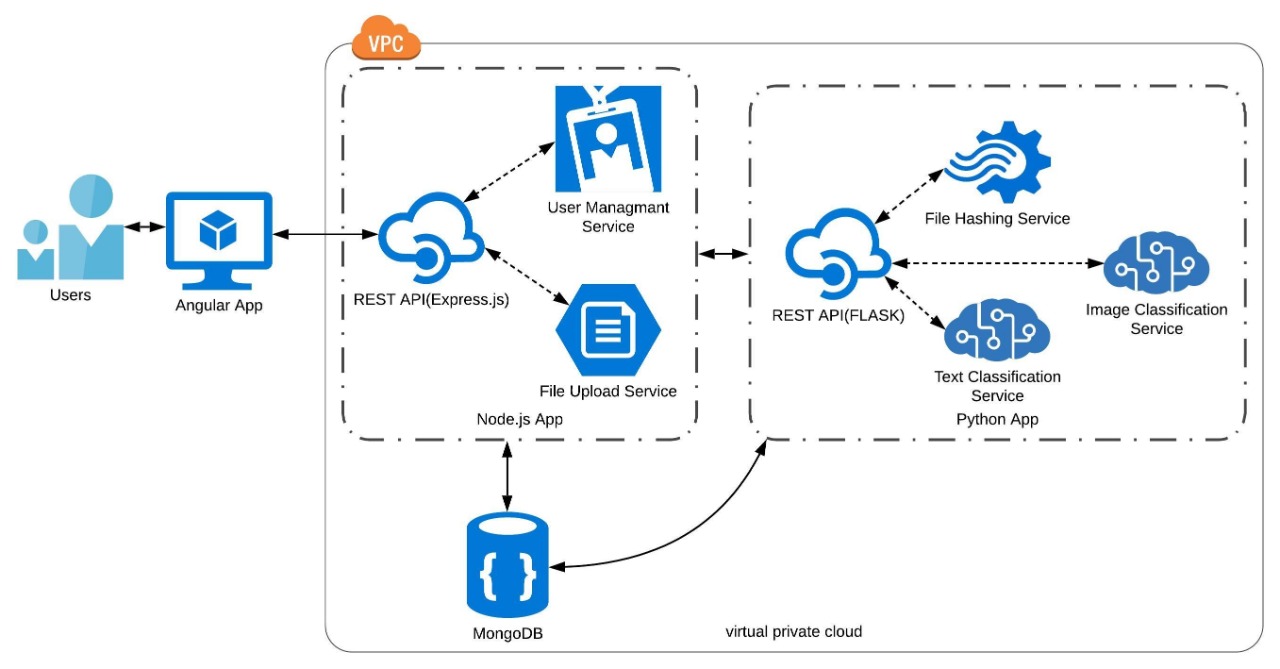 VPC
User Managmant
Service
File Hashing Service
Users
Angular App
REST API(Express.js)
REST API(FLASK)
Image Classification
Service
File Upload Service
Text Classification
Service
Node.js App
Python App
{ }
MongoDB
virtual private cloud